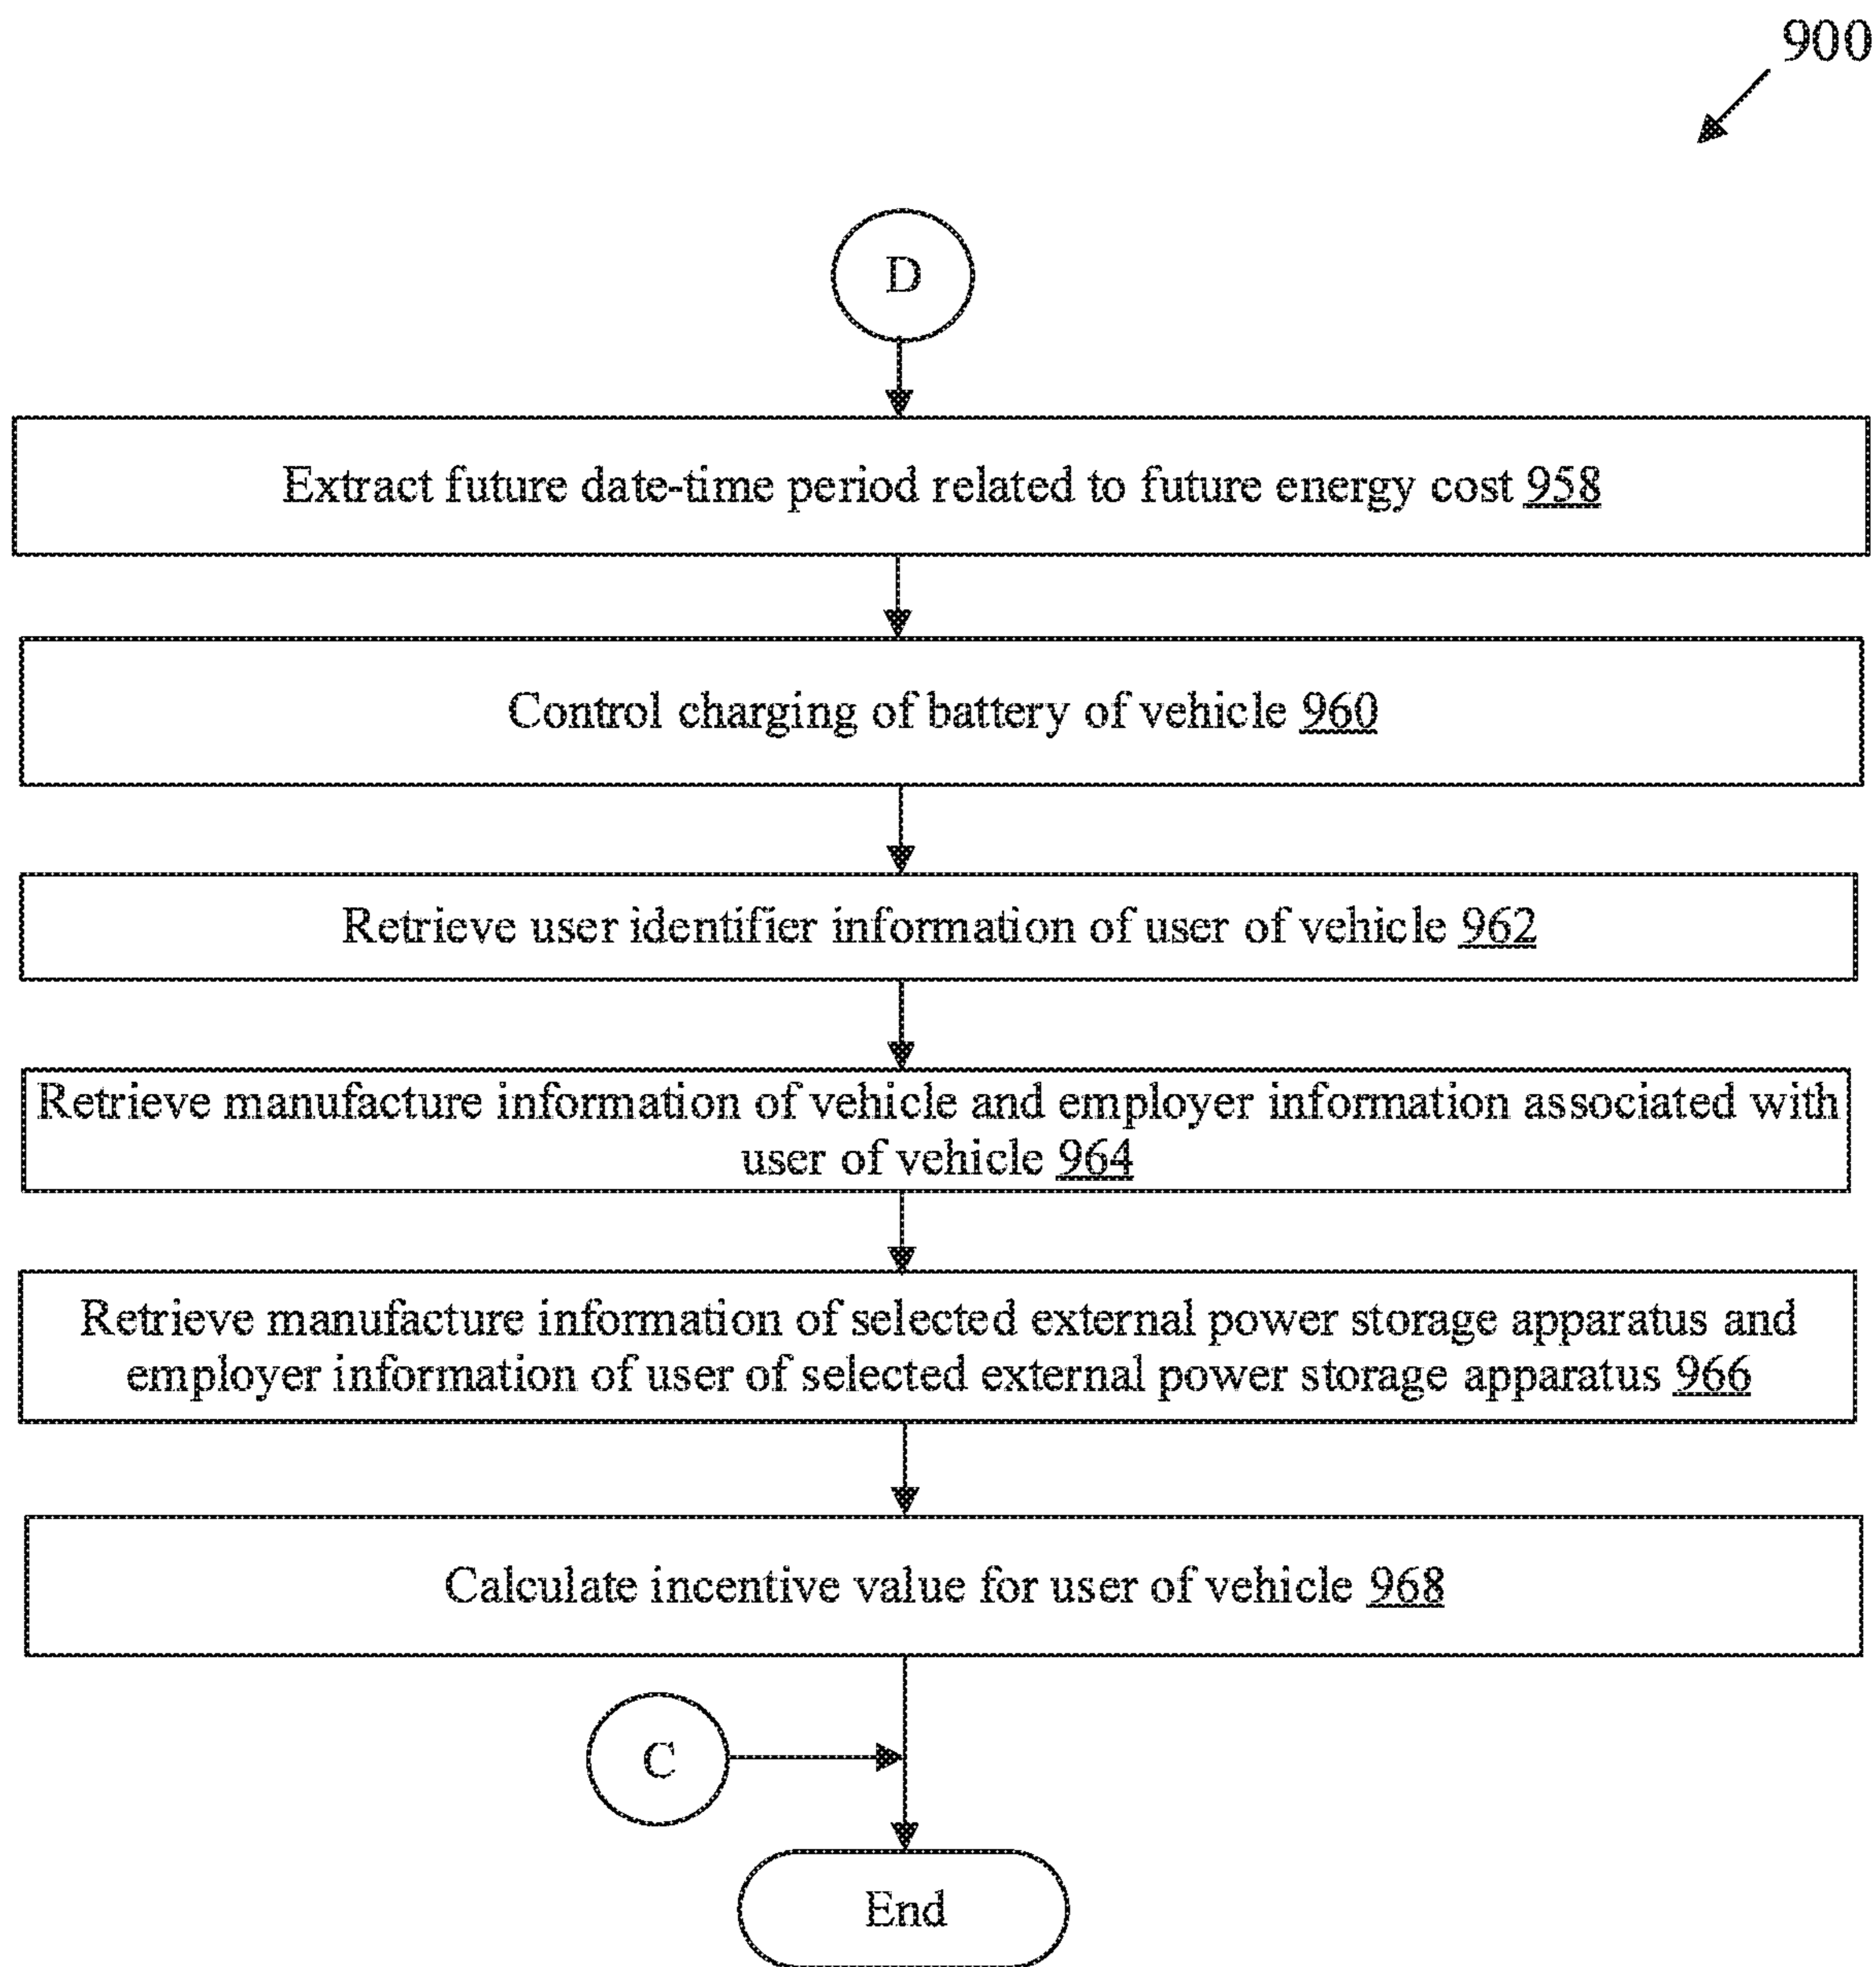 900
D
Extract future date-time period related to future energy cost 958
Control charging of battery of vehicle 960
Retrieve user identifier information of user of vehicle 962
Retrieve manufacture information of vehicle and employer information associated with
user of vehicle 964
Retrieve manufacture information of selected external power storage apparatus and
employer information of user of selected external power storage apparatus 966
Calculate incentive value for user of vehicle 968
C
End